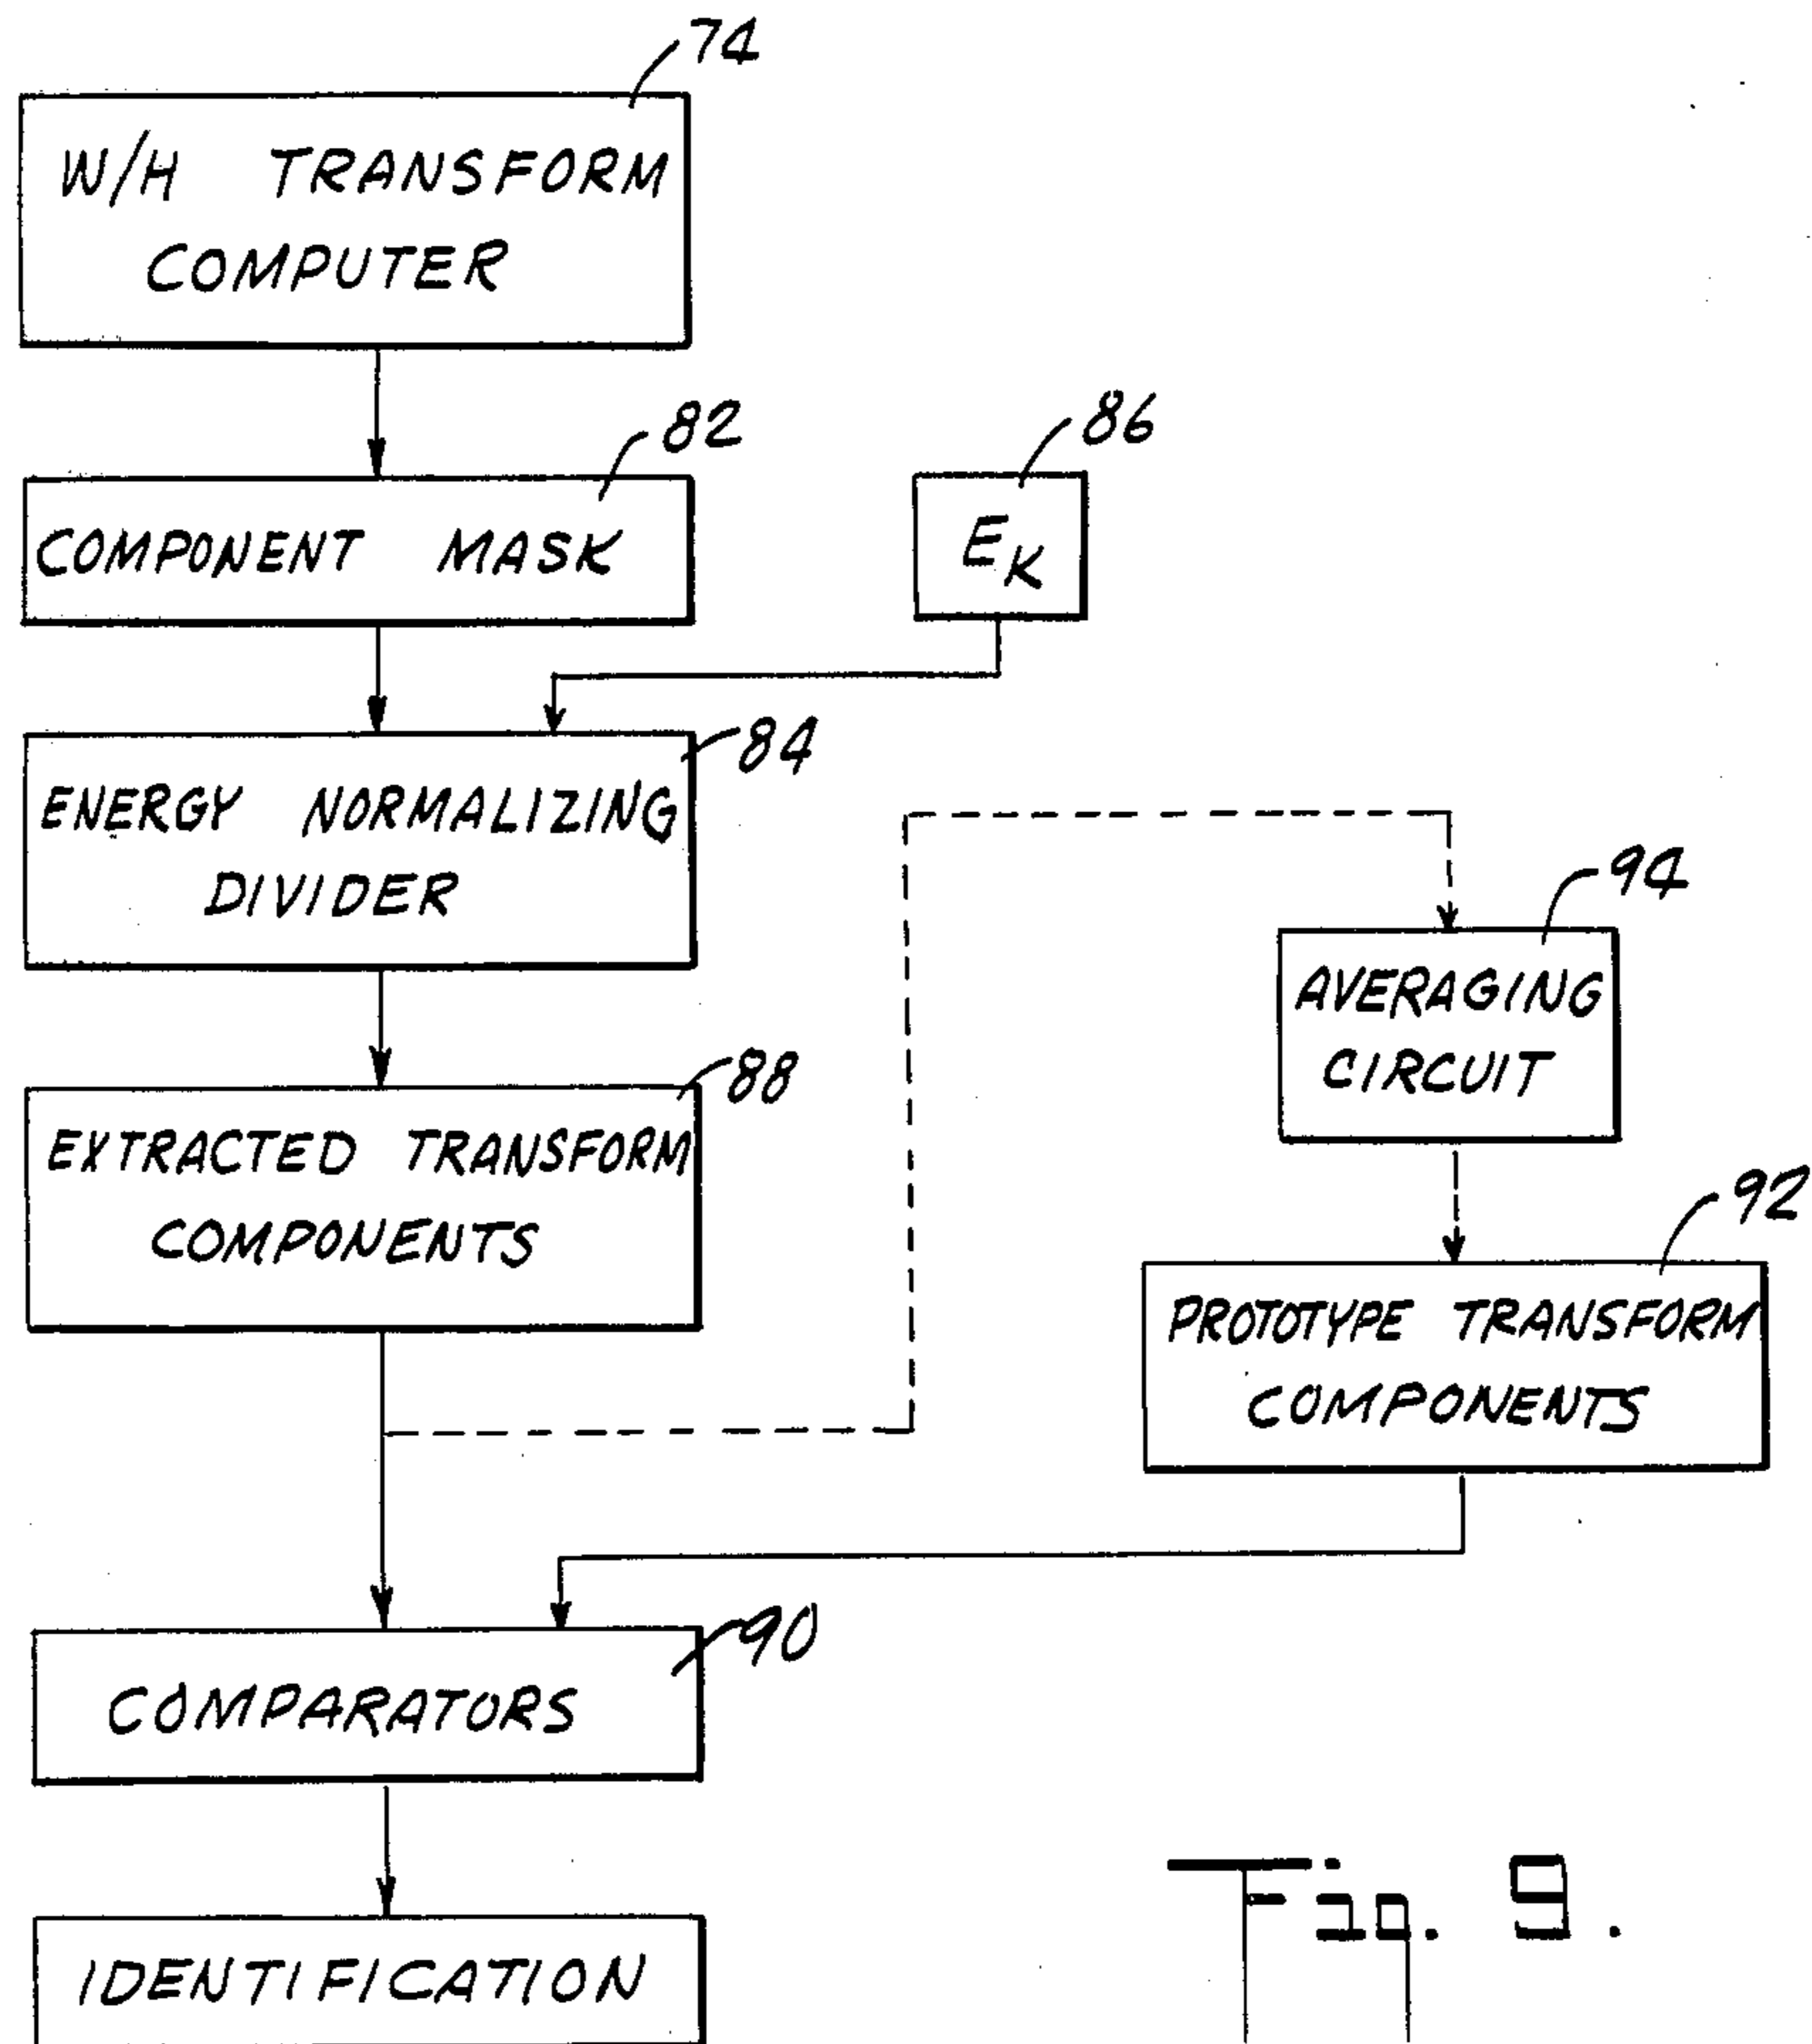 74
W/H TRANSFORM
COMPUTER
82
COMPONENT MASK
86
EK
84
ENERGY NORMALIZING
DIVIDER
94
AVERAGING
CIRCUIT
88
EXTRACTED TRANSFORM
COMPONENTS
92
PROTOTYPE TRANSFORM
COMPONENTS
90
COMPARATORS
IDENTIFICATION
Fig. 9.